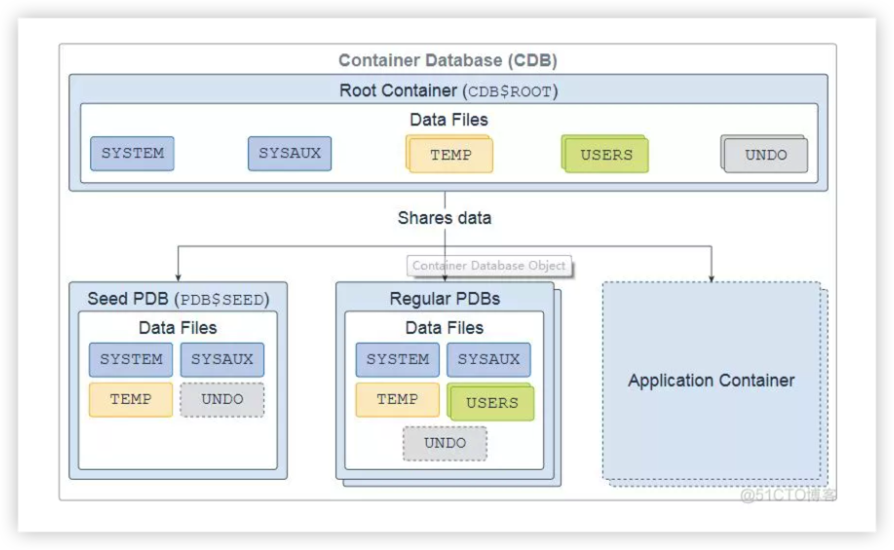 Container Database (CDB)
Root Container (CDB$ROOT)
Data Files
SYSTEM SYSAUX TEMP USERS UNDO
Shares data
Container Database Object
Seed PDB (PDB$SEED)
Data Files
SYSTEM SYSAUX
TEMP UNDO
Regular PDBs
Data Files
SYSTEM SYSAUX
TEMP USERS
UNDO
Application Container
@51CTO博客